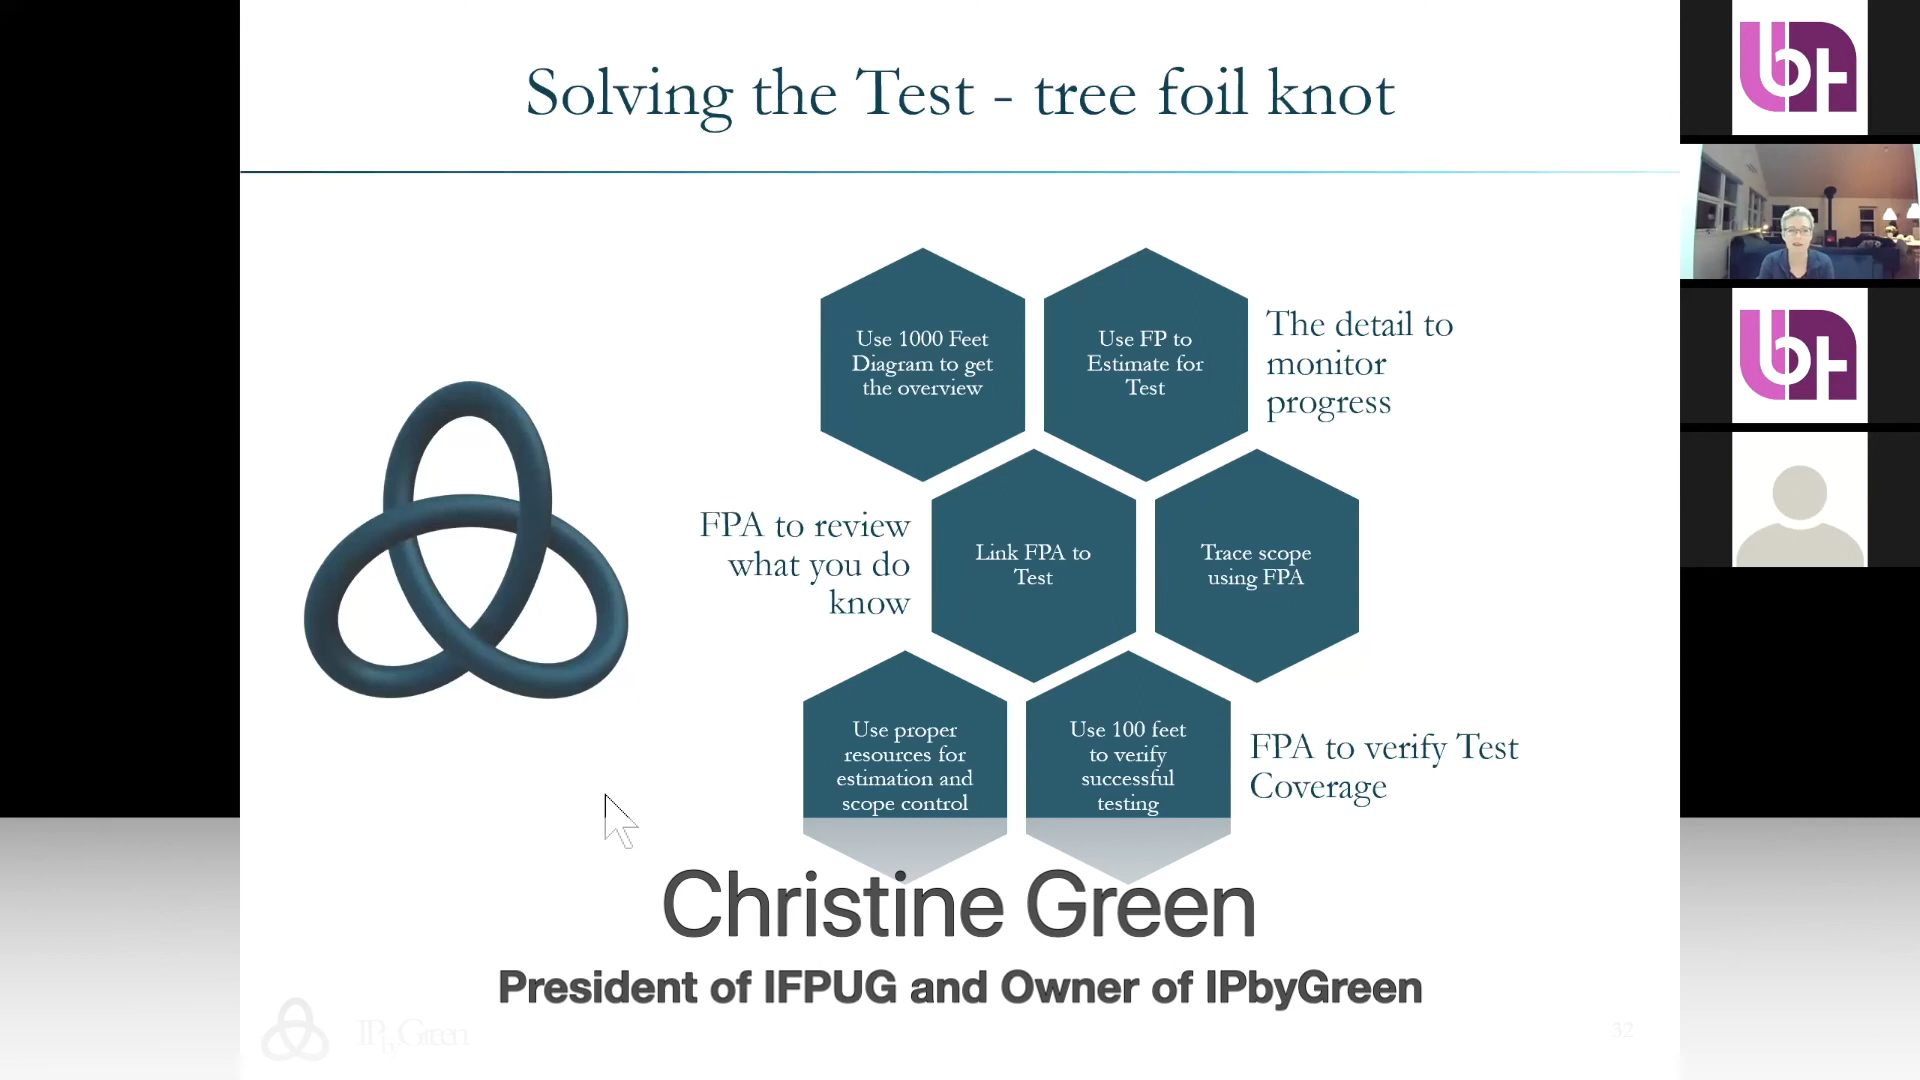 Solving the Test - tree foil knot
Use 1000 Feet
Diagram to get
the overview
Use FP to
Estimate for
Test
The detail to
monitor
progress
FPA to review
what you do
know
Link FPA to
Test
Trace scope
using FPA
Use proper
resources for
estimation and
scope control
Use 100 feet
to verify
successful
testing
FPA to verify Test
Coverage
Christine Green
President of IFPUG and Owner of IPbyGreen
IPbyGreen
32